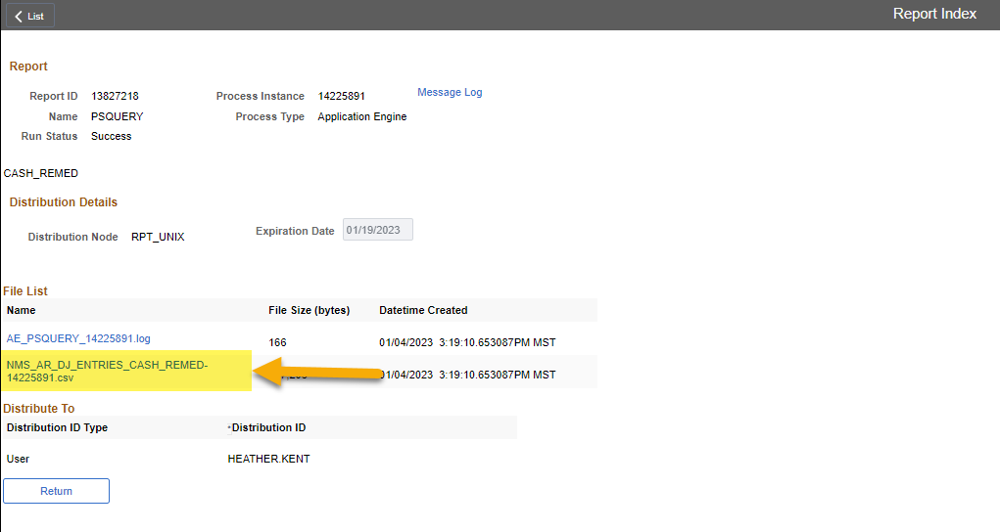 List
Report Index
Report
Report ID 13827218 Process Instance 14225891 Message Log
Name PSQUERY Process Type Application Engine
Run Status Success
CASH_REMED
Distribution Details
Distribution Node RPT_UNIX Expiration Date 01/19/2023
File List
Name File Size (bytes) Datetime Created
AE_PSQUERY_14225891.log 166 01/04/2023 3:19:10.653087PM MST
NMS_AR_DJ_ENTRIES_CASH_REMED-
14225891.csv 01/04/2023 3:19:10.653087PM MST
Distribute To
Distribution ID Type *Distribution ID
User HEATHER.KENT
Return